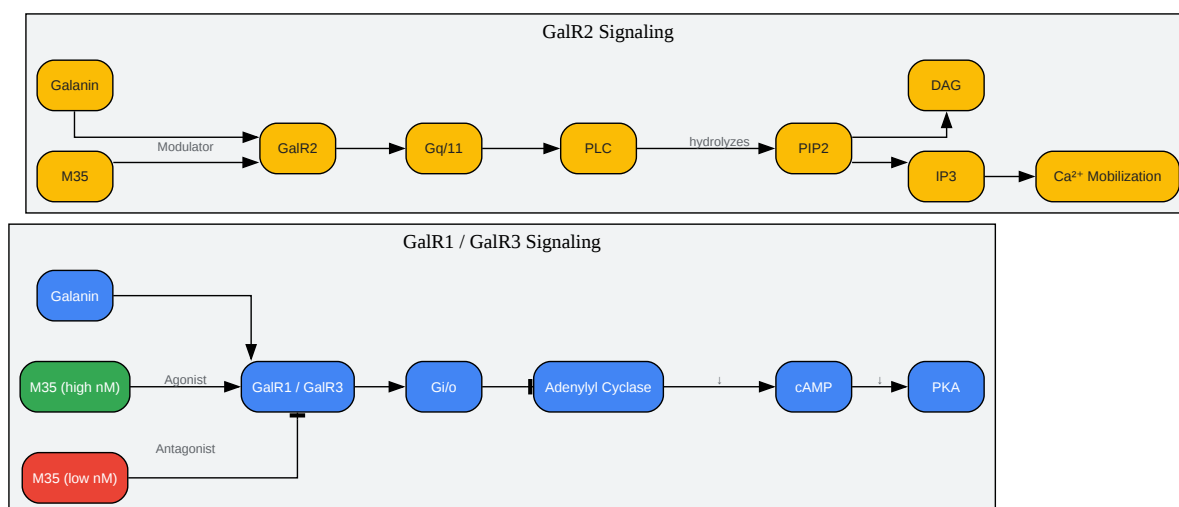 GalR2 Signaling
Galanin
DAG
Modulator
GalR2
Gq/11
PLC
hydrolyzes
PIP2
M35
IP3
Ca²⁺ Mobilization
GalR1 / GalR3 Signaling
Galanin
M35 (high nM)
Agonist
GalR1 / GalR3
Gi/o
Adenylyl Cyclase
↓
cAMP
↓
PKA
Antagonist
M35 (low nM)